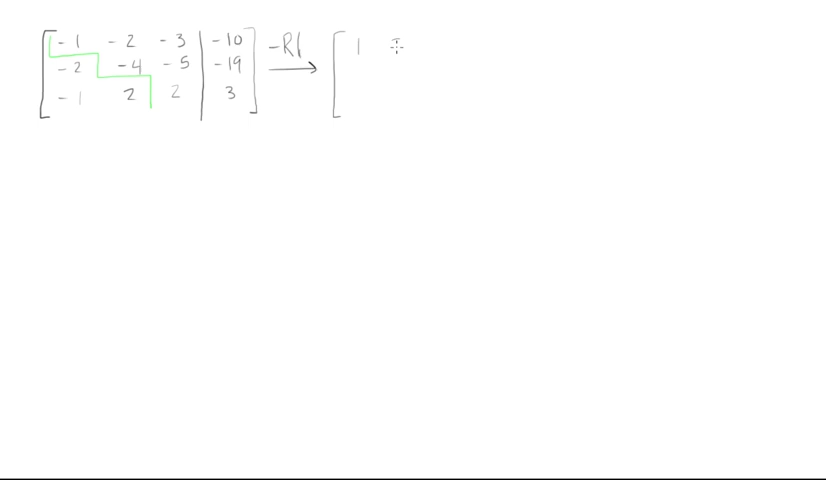 - 1 - 2 - 3 | - 10 -R1 → 1
- 2 - 4 - 5 | - 19
- 1 2 2 | 3